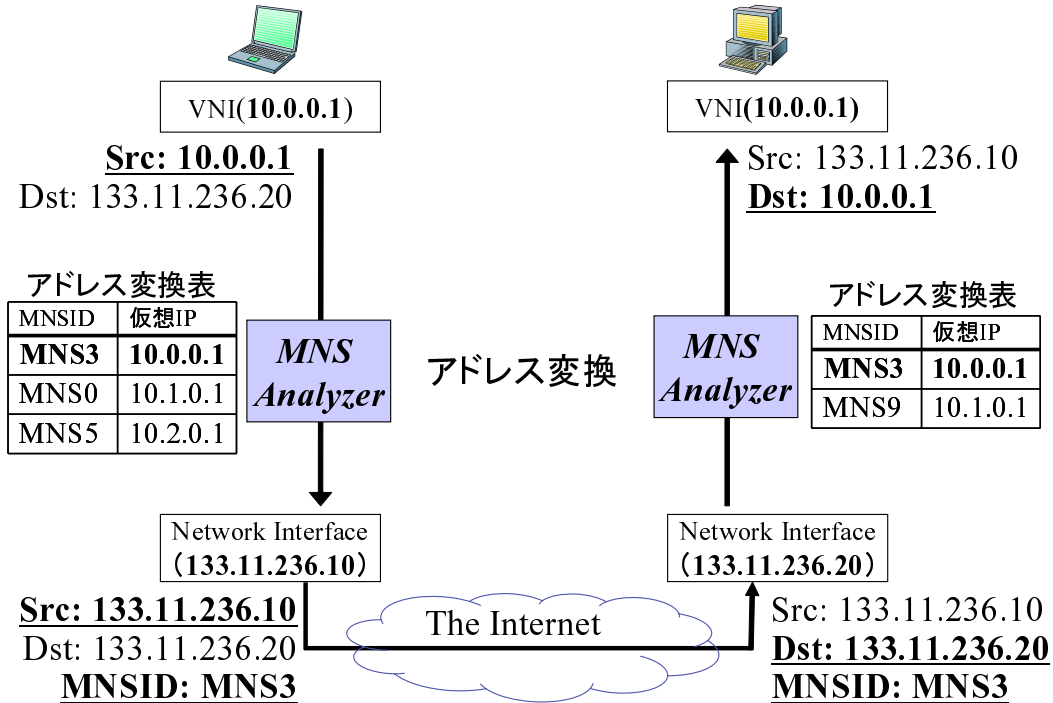 VNI(10.0.0.1)
Src: 10.0.0.1
Dst: 133.11.236.20
アドレス変換表
MNSID 仮想IP
MNS3 10.0.0.1
MNS0 10.1.0.1
MNS5 10.2.0.1
MNS
Analyzer
Network Interface
（133.11.236.10）
Src: 133.11.236.10
Dst: 133.11.236.20
MNSID: MNS3
アドレス変換
The Internet
VNI(10.0.0.1)
Src: 133.11.236.10
Dst: 10.0.0.1
MNS
Analyzer
アドレス変換表
MNSID 仮想IP
MNS3 10.0.0.1
MNS9 10.1.0.1
Network Interface
（133.11.236.20）
Src: 133.11.236.10
Dst: 133.11.236.20
MNSID: MNS3